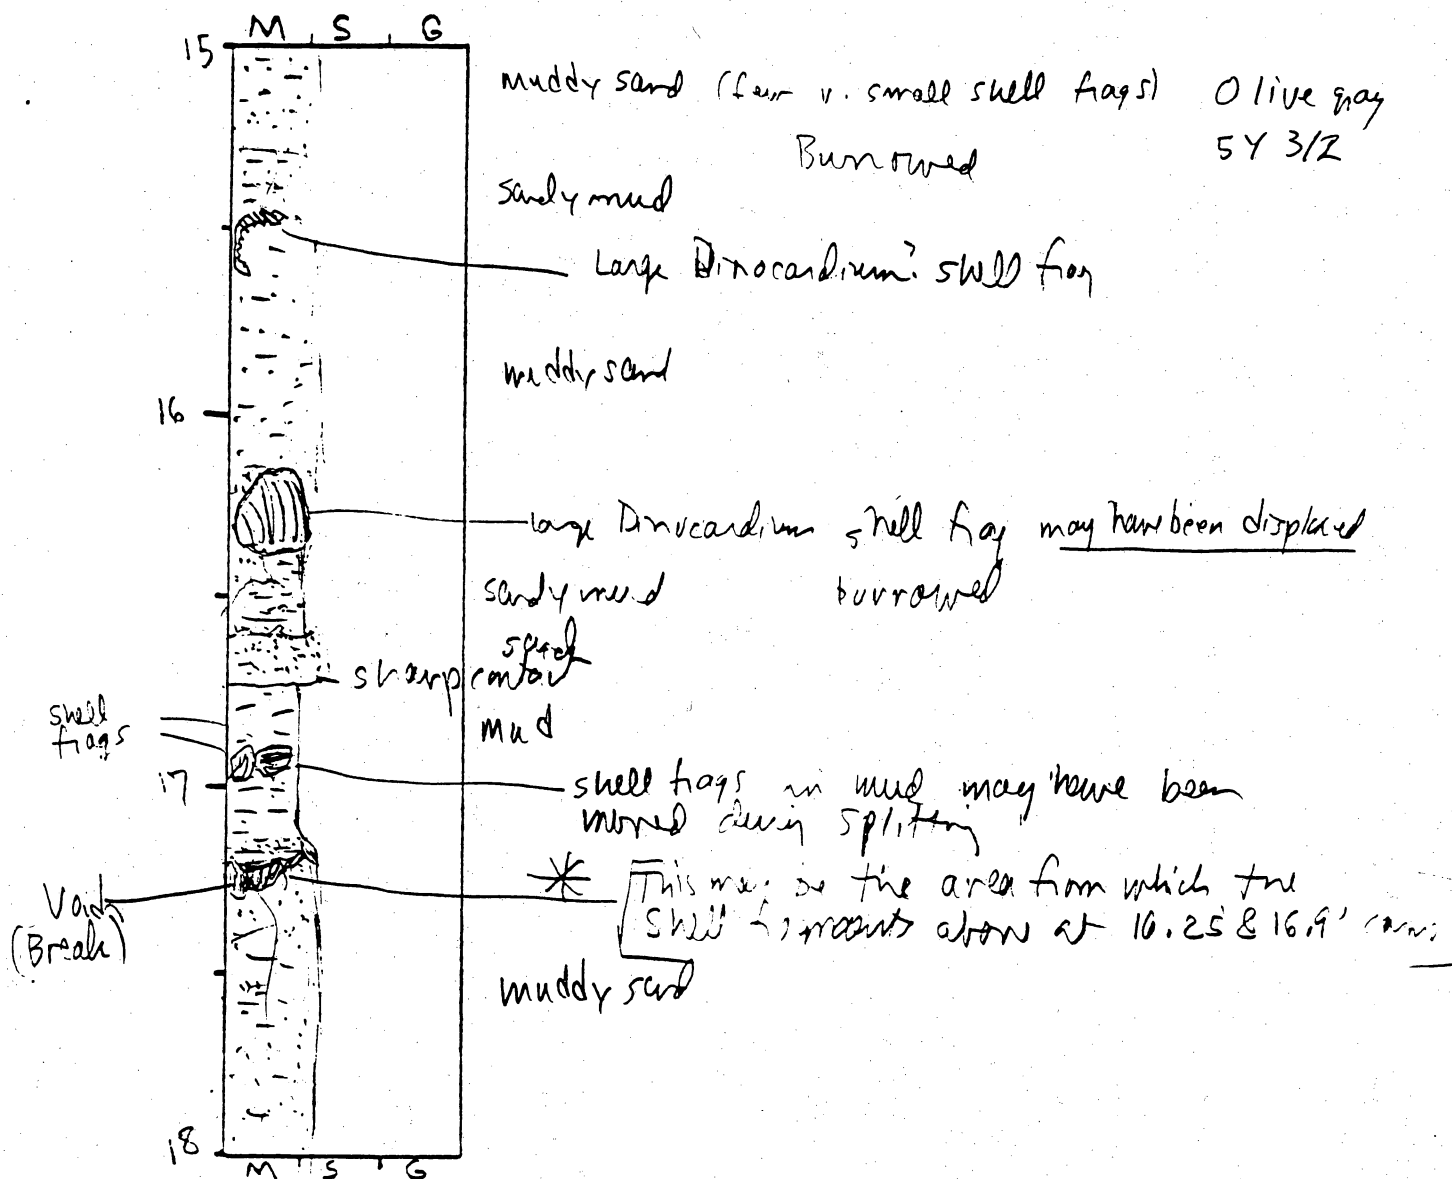 M S G
15
muddy sand (few v. small shell frags) Olive gray
Burrowed 5Y 3/2
sandy mud
Large Dinocardium? shell frag
muddy sand
16
Large Dinocardium shell frag may have been displaced
sandy mud burrowed
sand
sharp contact
shell
frags
mud
17
shell frags in mud may have been
moved during splitting
Void
(Break)
* This may be the area from which the
shell fragments above at 16.25 & 16.9'
muddy sand
18
M S G